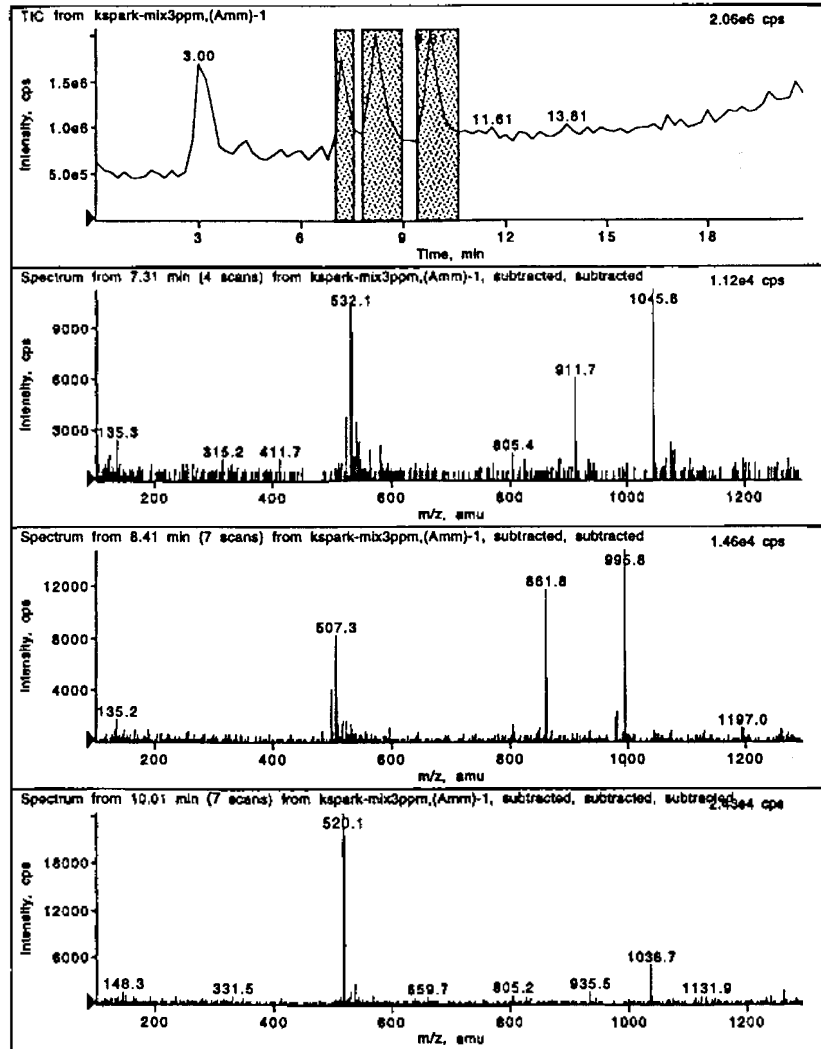 TIC from kspark-mix3ppm,(Amm)-1 2.06e6 cps
Intensity, cps
1.5e6
1.0e6
5.0e5
3.00
11.61
13.81
3 6 9 12 15 18
Time, min
Spectrum from 7.31 min (4 scans) from kspark-mix3ppm,(Amm)-1, subtracted, subtracted 1.12e4 cps
Intensity, cps
9000
6000
3000
135.3
315.2
411.7
532.1
805.4
911.7
1045.8
200 400 600 800 1000 1200
m/z, amu
Spectrum from 8.41 min (7 scans) from kspark-mix3ppm,(Amm)-1, subtracted, subtracted 1.46e4 cps
Intensity, cps
12000
8000
4000
135.2
507.3
861.8
995.8
1197.0
200 400 600 800 1000 1200
m/z, amu
Spectrum from 10.01 min (7 scans) from kspark-mix3ppm,(Amm)-1, subtracted, subtracted, subtracted 2.43e4 cps
Intensity, cps
18000
12000
6000
148.3
331.5
520.1
659.7
805.2
935.5
1036.7
1131.9
200 400 600 800 1000 1200
m/z, amu